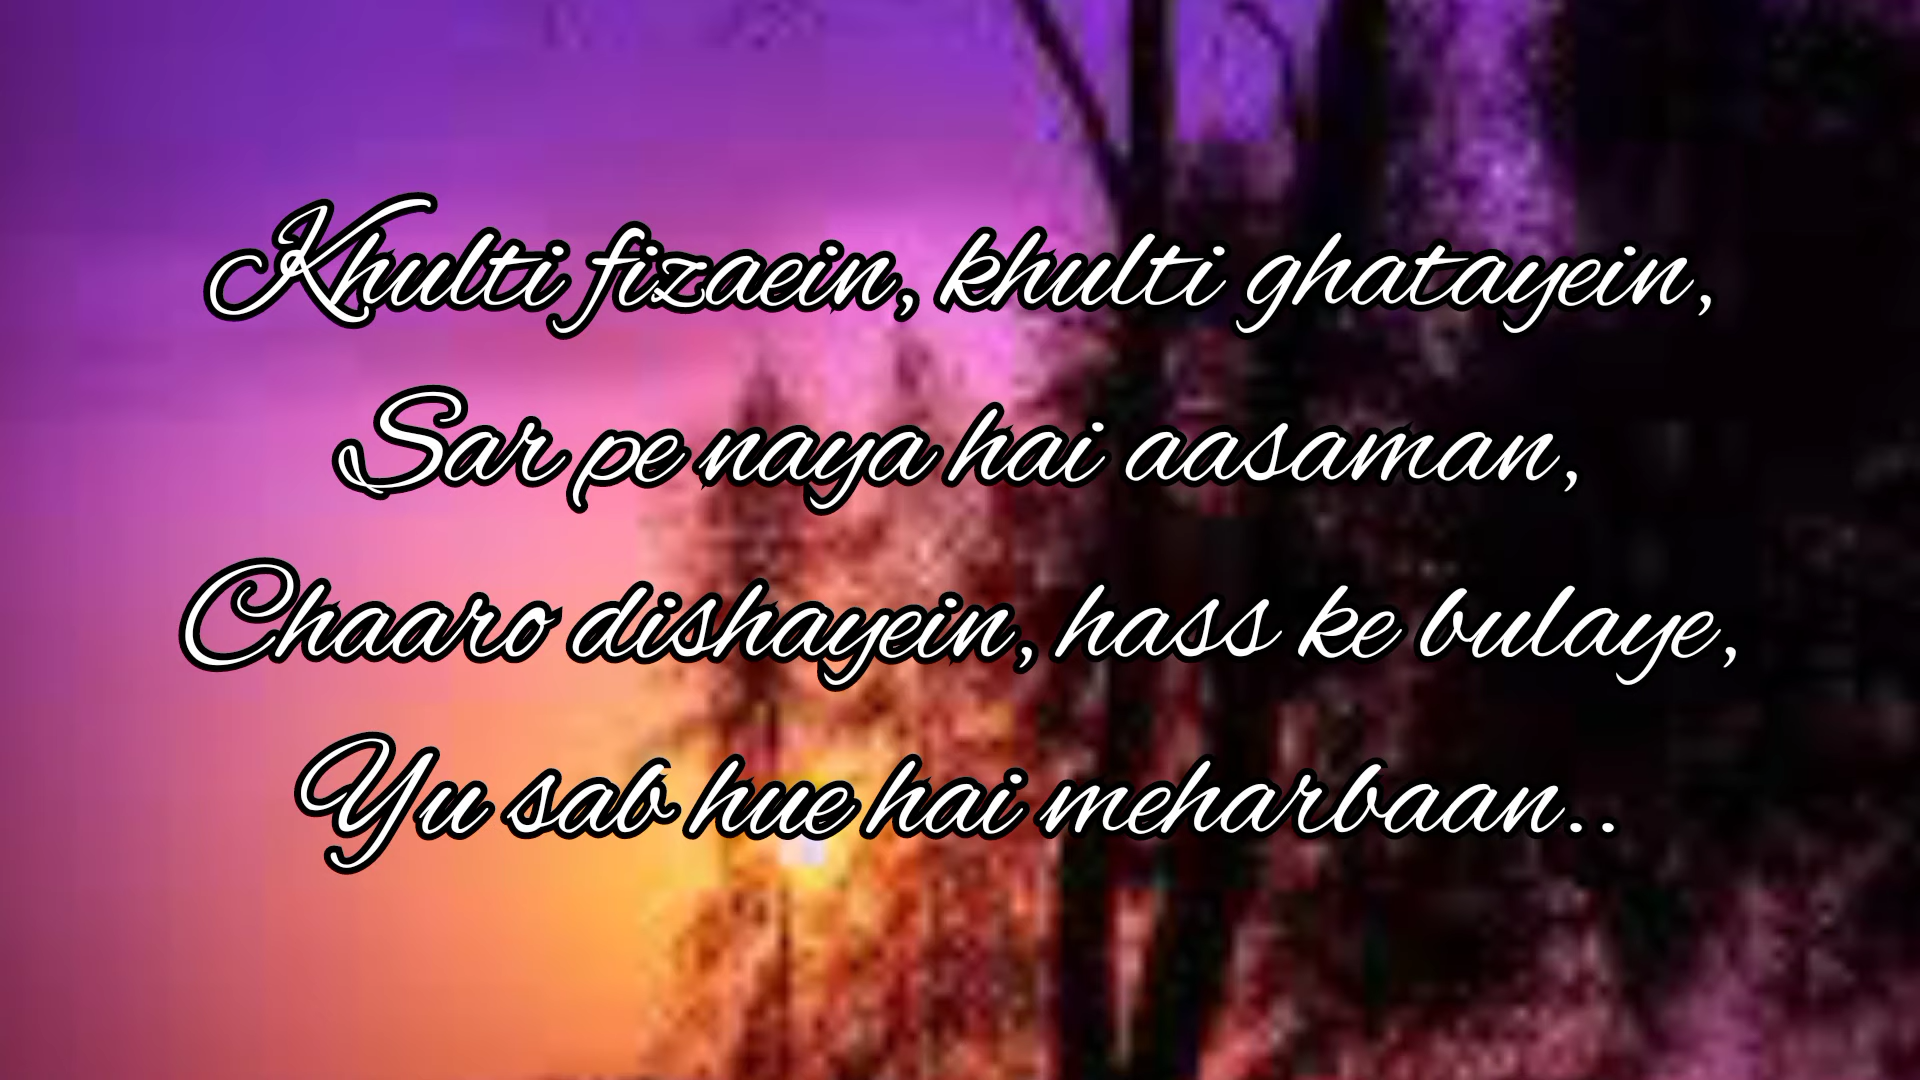 Khulti fizaein, khulti ghatayein,
Sar pe naya hai aasaman,
Chaaro dishayein, hass ke bulaye,
Yu sab hue hai meharbaan..